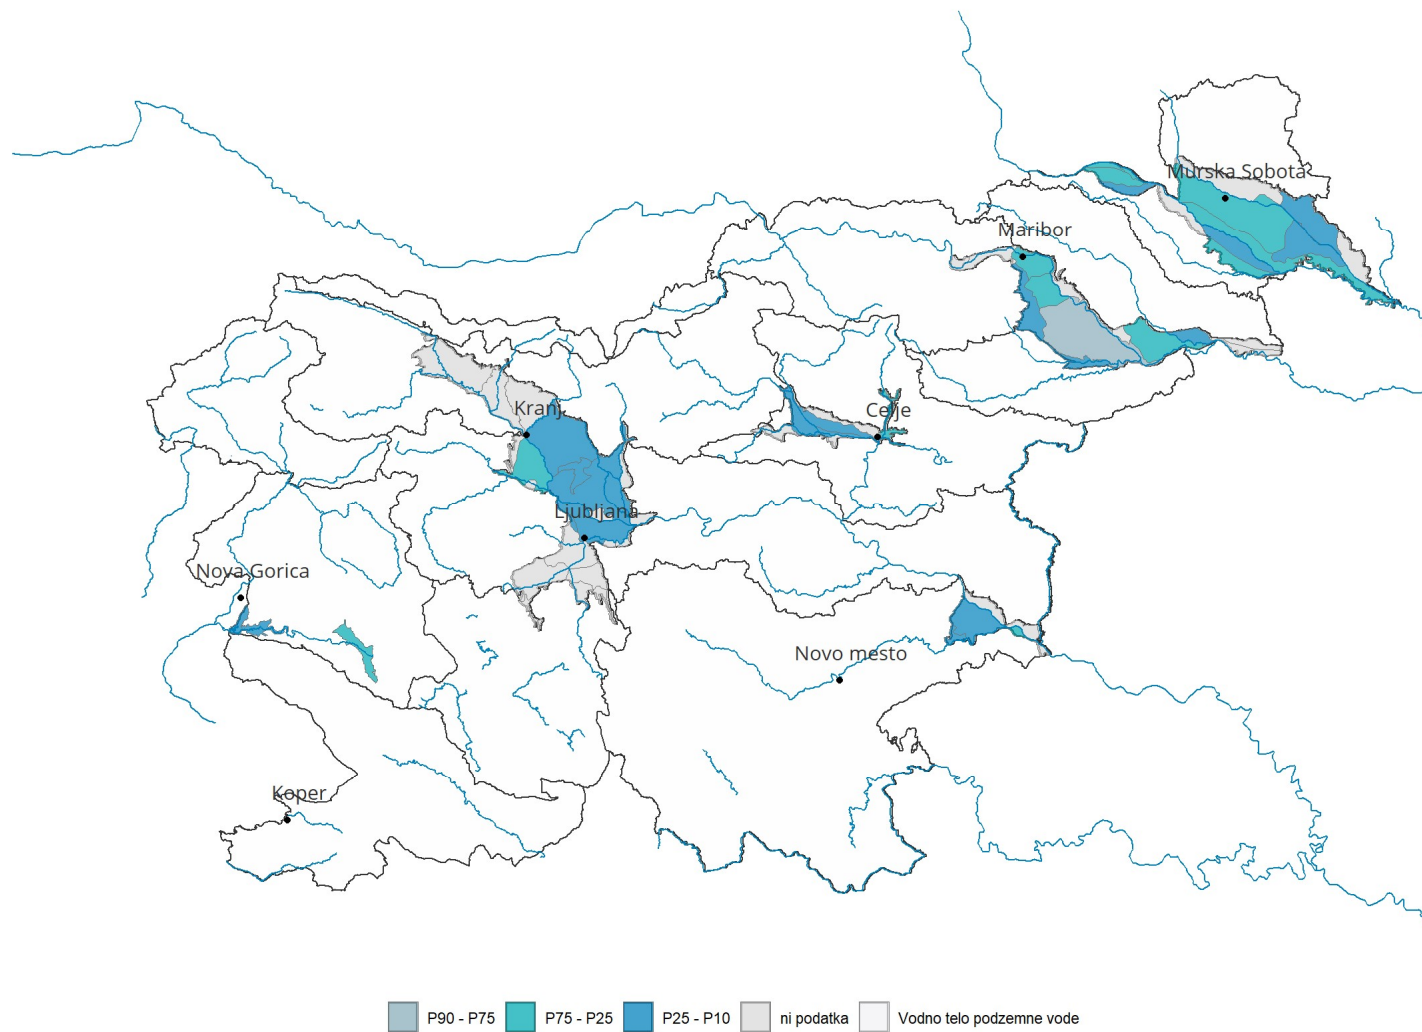 Murska Sobota
Maribor
Kranj
Celje
Ljubljana
Nova Gorica
Novo mesto
Koper
P90 - P75
P75 - P25
P25 - P10
ni podatka
Vodno telo podzemne vode